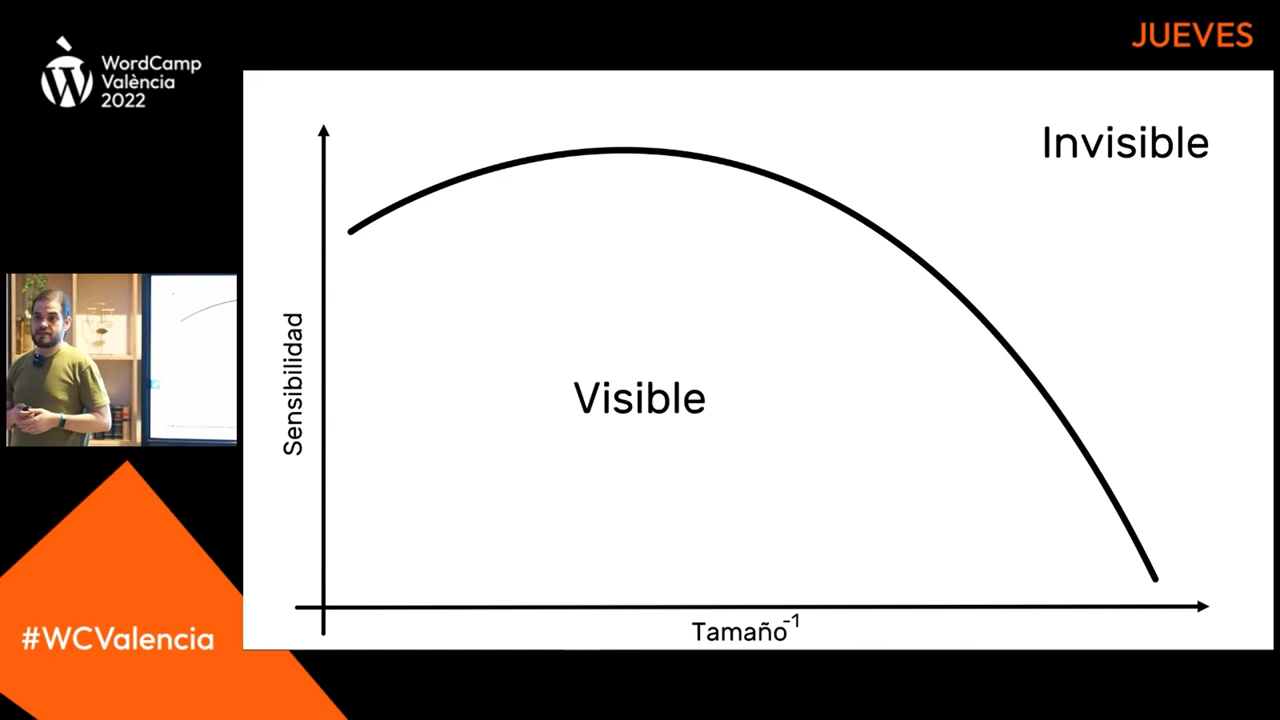 WordCamp
València
2022
JUEVES
Invisible
Sensibilidad
Visible
Tamaño⁻¹
#WCValencia